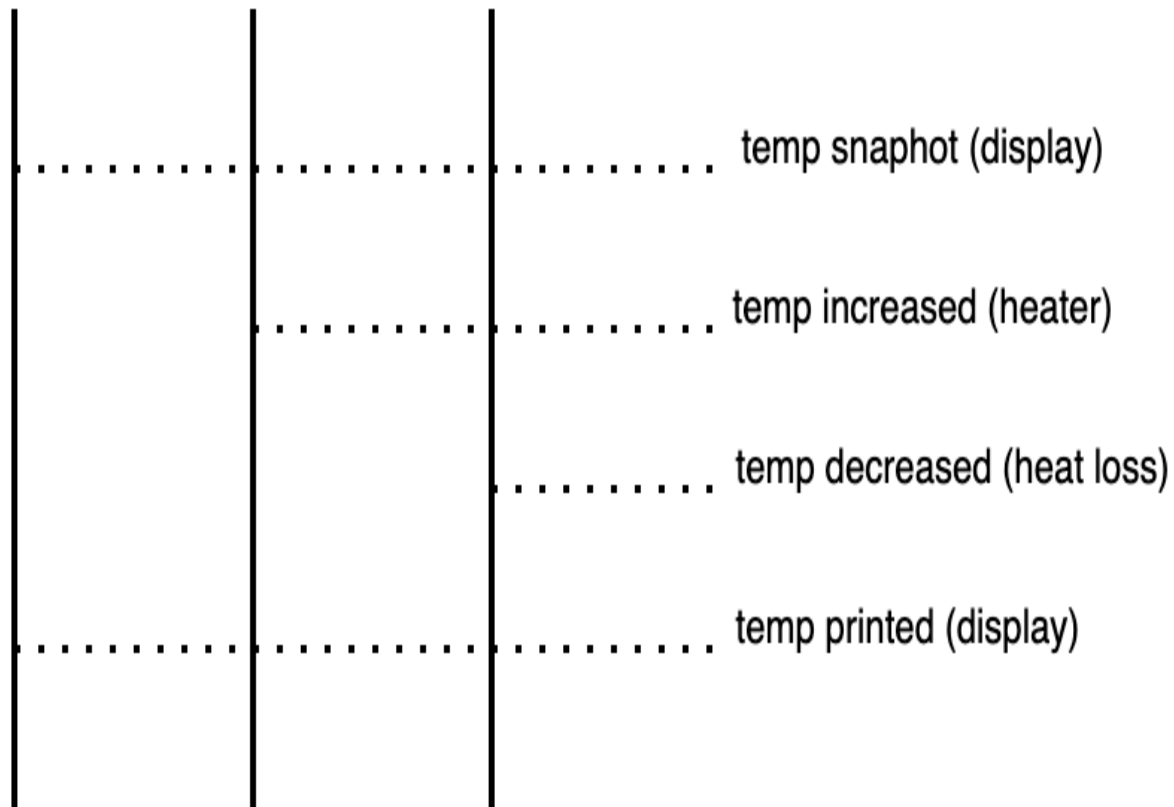 temp snaphot (display)
temp increased (heater)
temp decreased (heat loss)
temp printed (display)